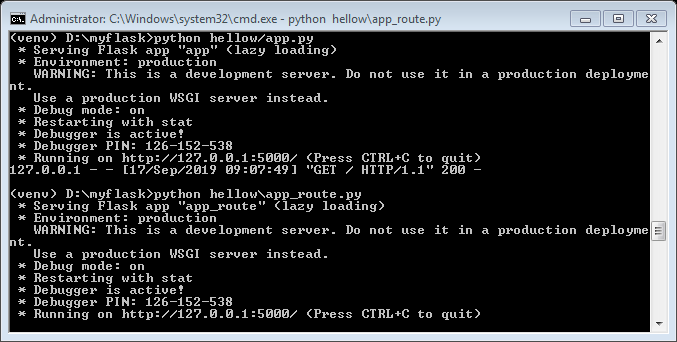 Administrator: C:\Windows\system32\cmd.exe - python  hellow\app_route.py
(venv) D:\myflask>python hellow/app.py
 * Serving Flask app "app" (lazy loading)
 * Environment: production
   WARNING: This is a development server. Do not use it in a production deployme
nt.
   Use a production WSGI server instead.
 * Debug mode: on
 * Restarting with stat
 * Debugger is active!
 * Debugger PIN: 126-152-538
 * Running on http://127.0.0.1:5000/ (Press CTRL+C to quit)
127.0.0.1 - - [17/Sep/2019 09:07:49] "GET / HTTP/1.1" 200 -
(venv) D:\myflask>python hellow\app_route.py
 * Serving Flask app "app_route" (lazy loading)
 * Environment: production
   WARNING: This is a development server. Do not use it in a production deployme
nt.
   Use a production WSGI server instead.
 * Debug mode: on
 * Restarting with stat
 * Debugger is active!
 * Debugger PIN: 126-152-538
 * Running on http://127.0.0.1:5000/ (Press CTRL+C to quit)